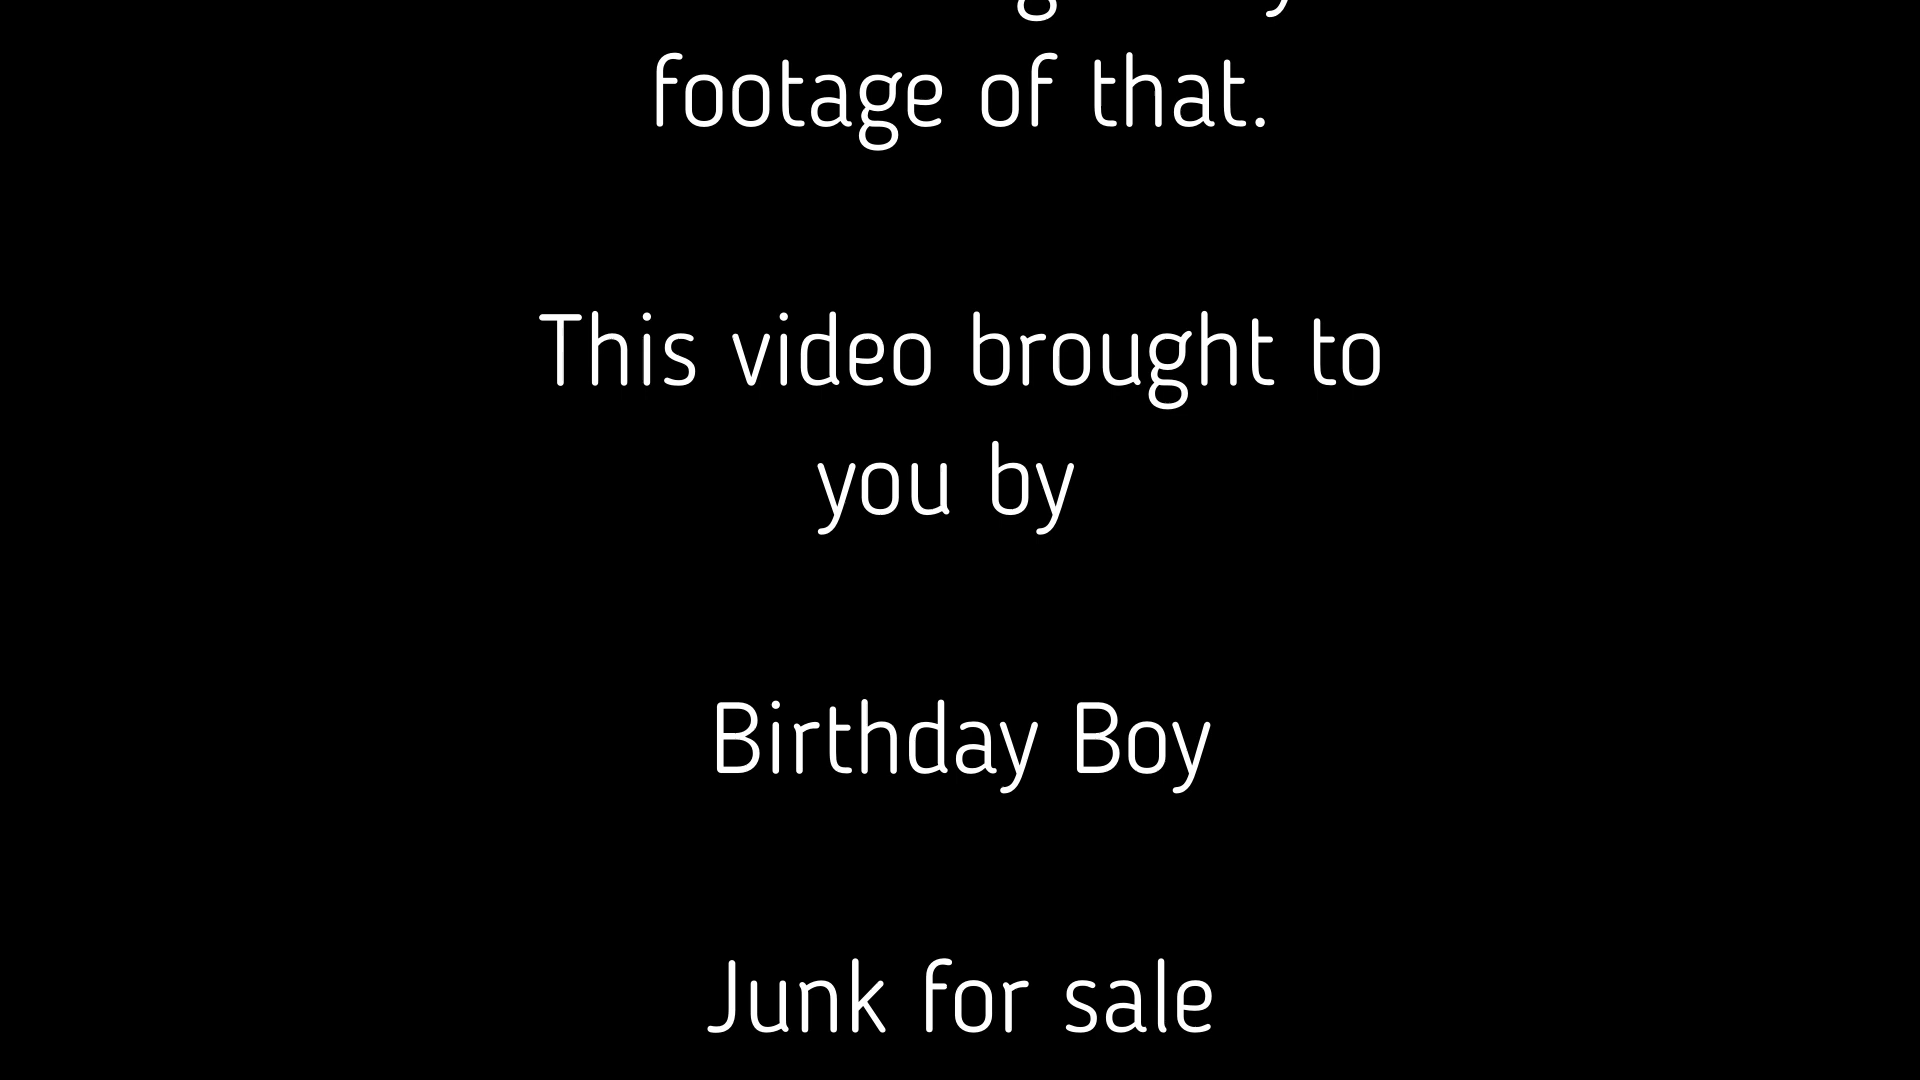 footage of that.
This video brought to
you by
Birthday Boy
Junk for sale